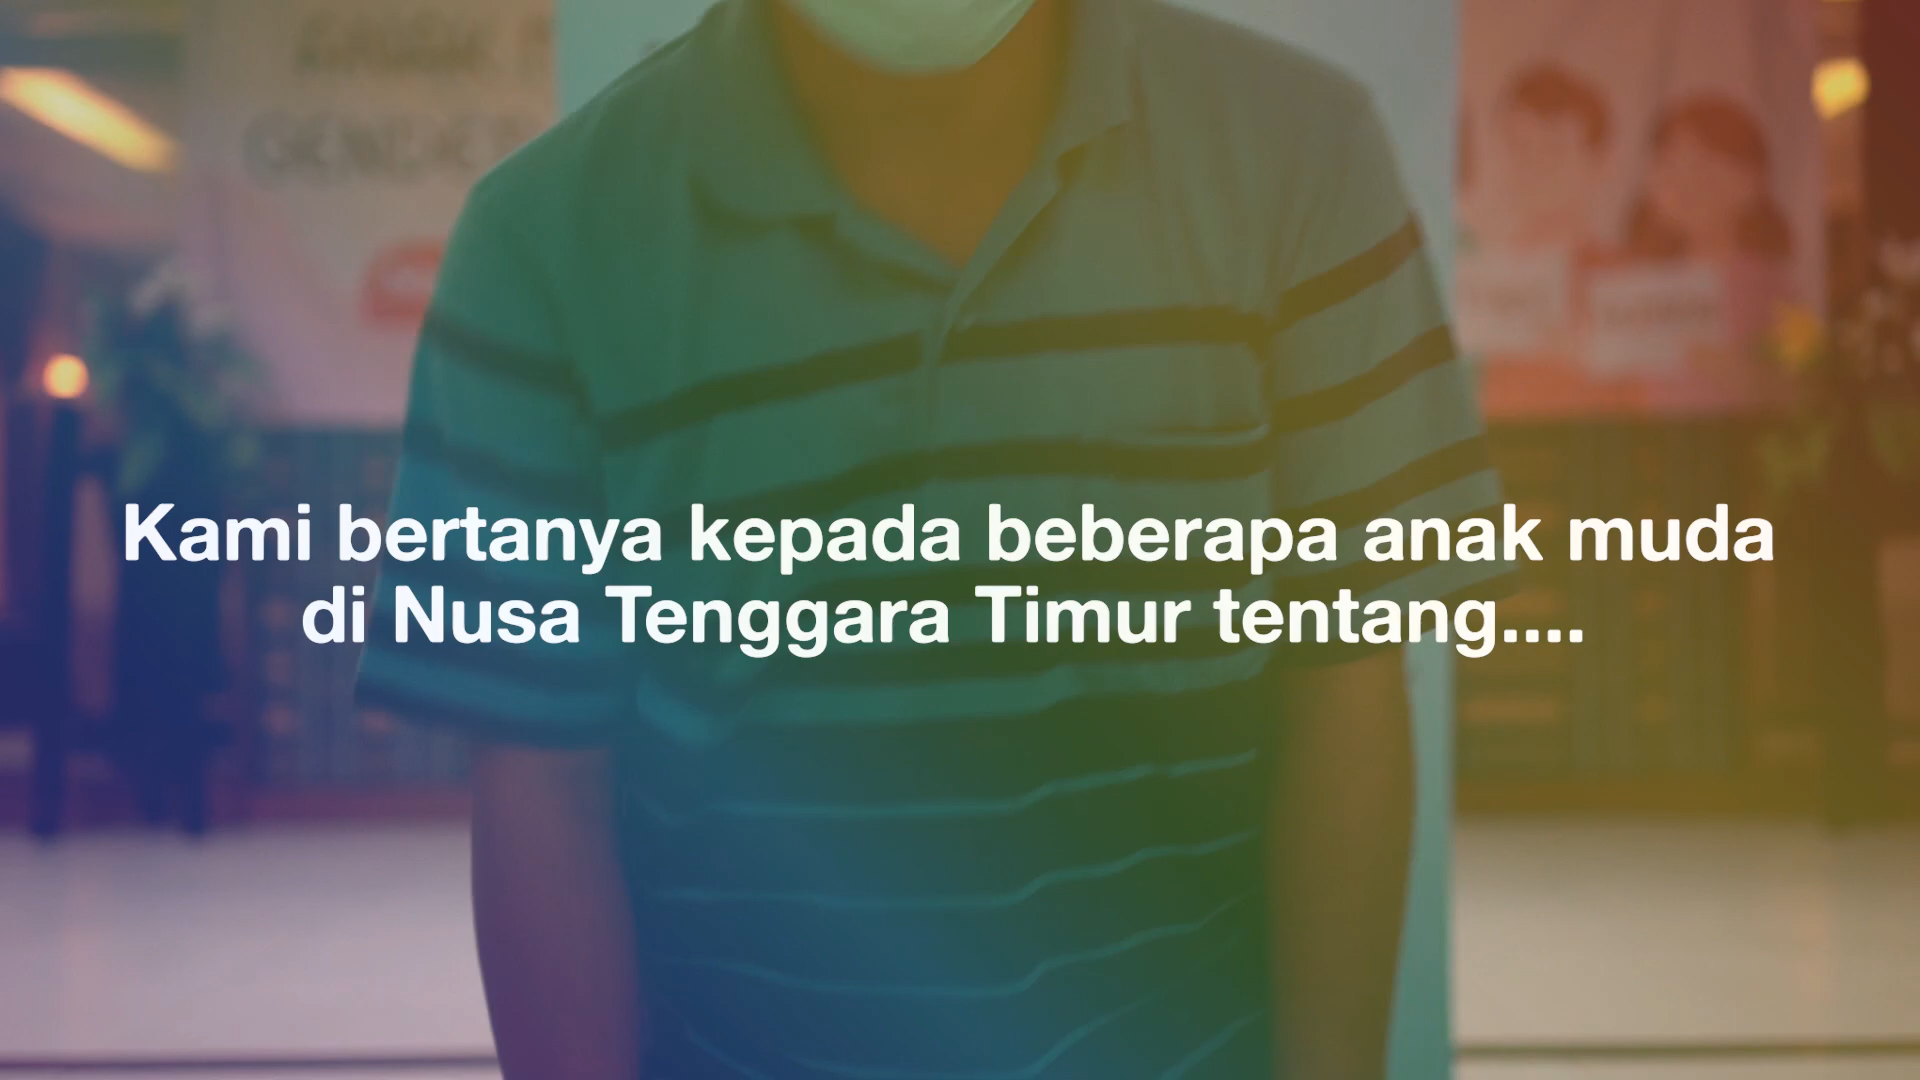 Kami bertanya kepada beberapa anak muda
di Nusa Tenggara Timur tentang....